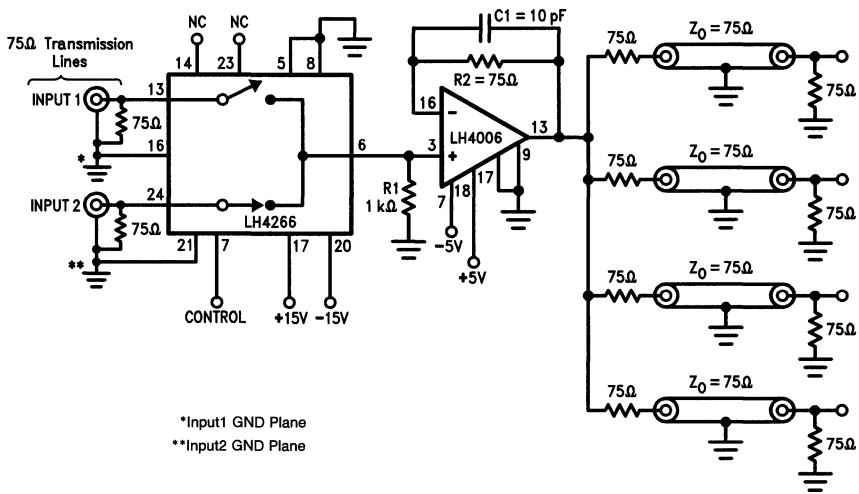 NC NC
75Ω Transmission
Lines
14 23 5 8
INPUT 1
13
75Ω
*
16
INPUT 2
24
75Ω
**
21 7 17 20
LH4266
CONTROL
+15V
-15V
6
R1
1 kΩ
C1 = 10 pF
R2 = 75Ω
16
-
LH4006
3
+
13
9
17
18
7
-5V
+5V
75Ω
Z0 = 75Ω
75Ω
75Ω
Z0 = 75Ω
75Ω
75Ω
Z0 = 75Ω
75Ω
75Ω
Z0 = 75Ω
75Ω
*Input1 GND Plane
**Input2 GND Plane